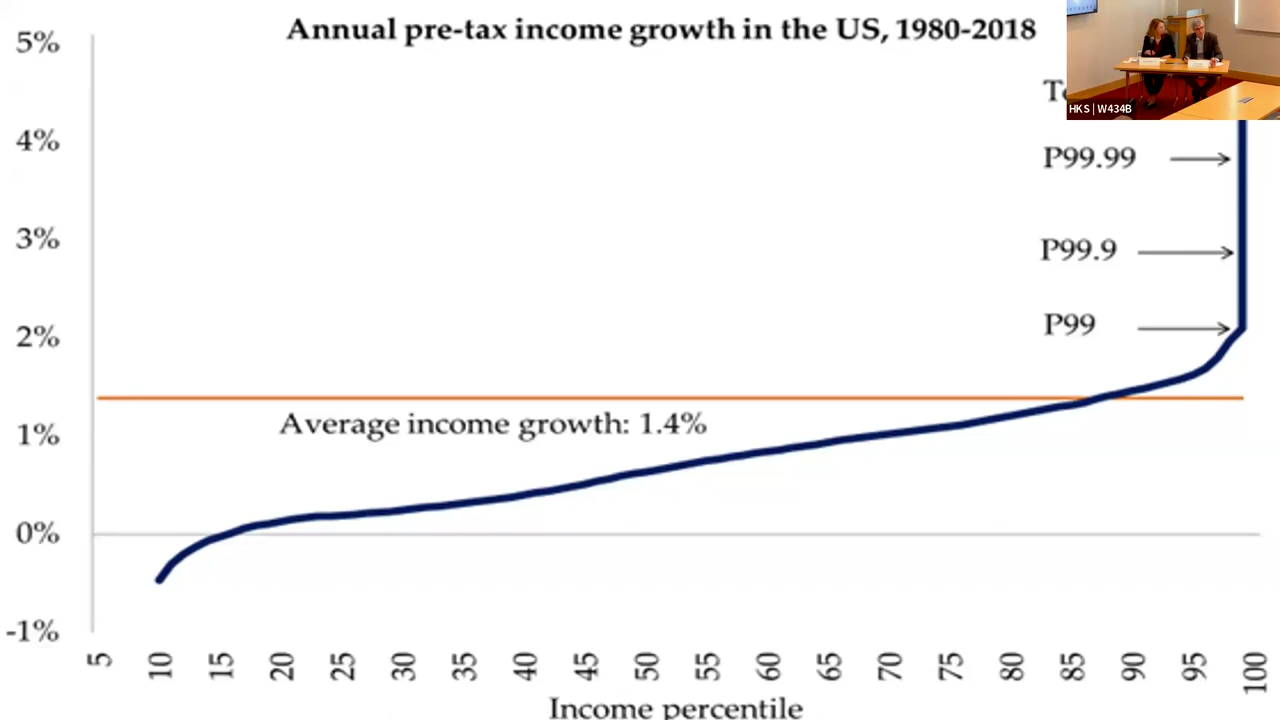 Annual pre-tax income growth in the US, 1980-2018
5%
4%
3%
2%
1%
0%
-1%
HKS | W434B
P99.99
P99.9
P99
Average income growth: 1.4%
5 10 15 20 25 30 35 40 45 50 55 60 65 70 75 80 85 90 95 100
Income percentile